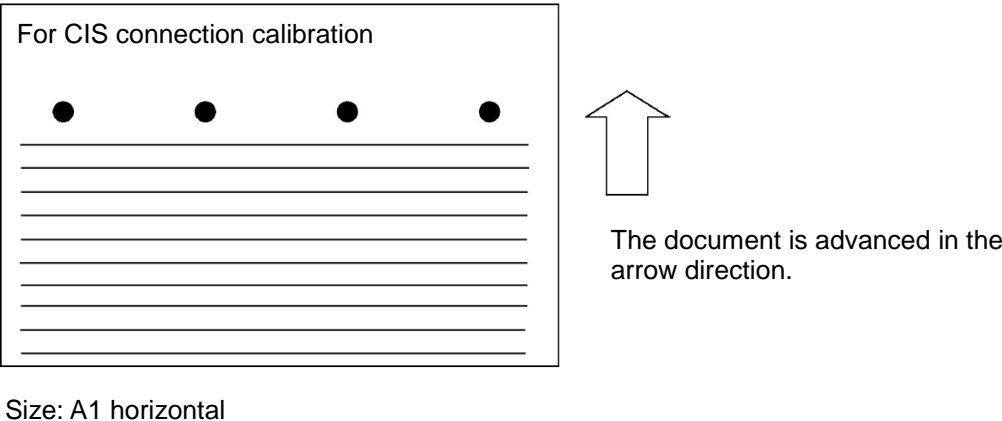 For CIS connection calibration
The document is advanced in the
arrow direction.
Size: A1 horizontal